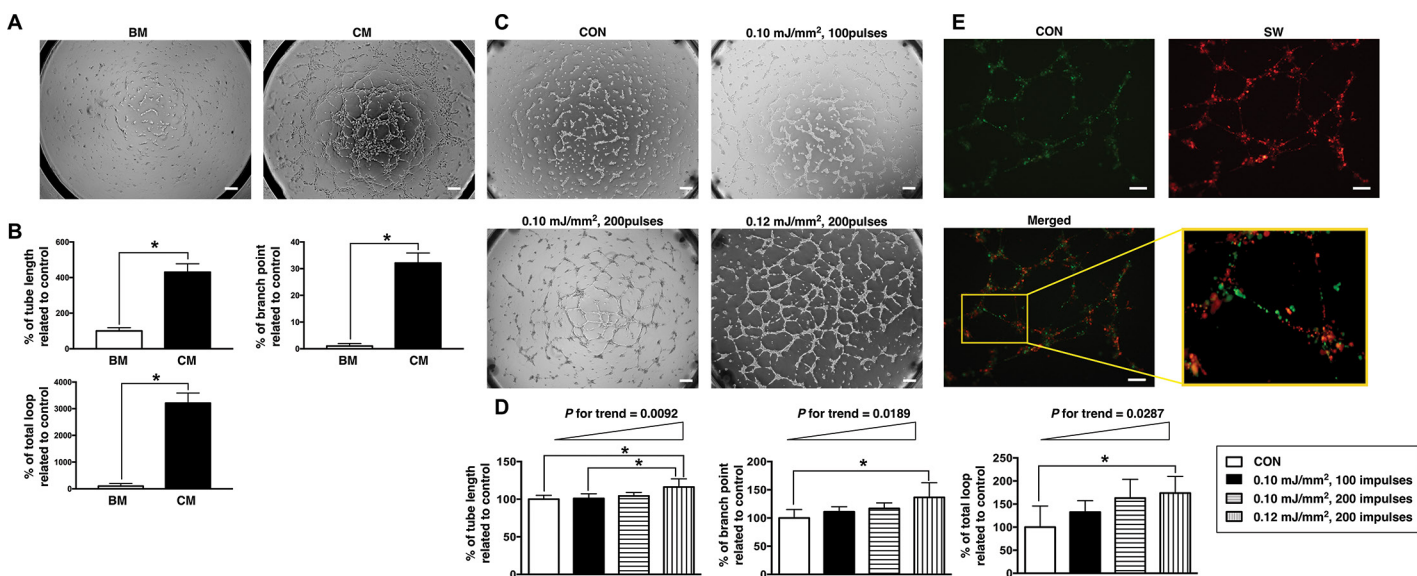 A
BM
CM
B
% of tube length
related to control
600
400
200
0
*
BM
CM
% of branch point
related to control
40
30
20
10
0
*
BM
CM
% of total loop
related to control
4000
3000
2000
1000
0
*
BM
CM
C
CON
0.10 mJ/mm², 100pulses
0.10 mJ/mm², 200pulses
0.12 mJ/mm², 200pulses
D
P for trend = 0.0092
% of tube length
related to control
150
100
50
0
*
*
P for trend = 0.0189
% of branch point
related to control
200
150
100
50
0
*
P for trend = 0.0287
% of total loop
related to control
250
200
150
100
50
0
*
E
CON
SW
Merged
CON
0.10 mJ/mm², 100 impulses
0.10 mJ/mm², 200 impulses
0.12 mJ/mm², 200 impulses